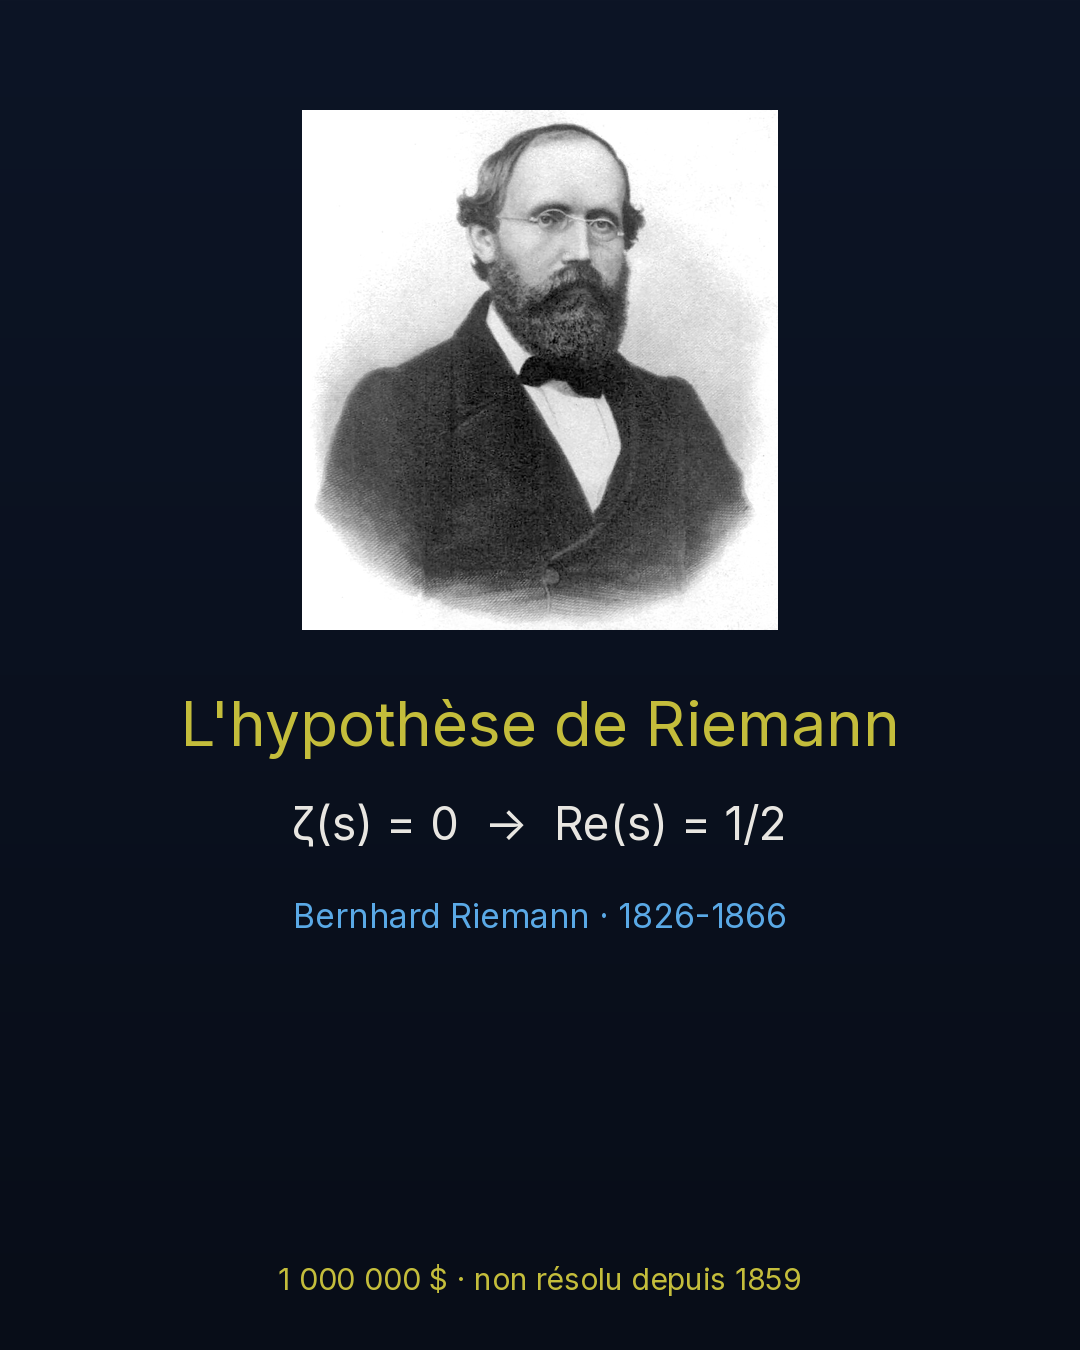 L'hypothèse de Riemann
ζ(s) = 0 → Re(s) = 1/2
Bernhard Riemann · 1826-1866
1 000 000 $ · non résolu depuis 1859